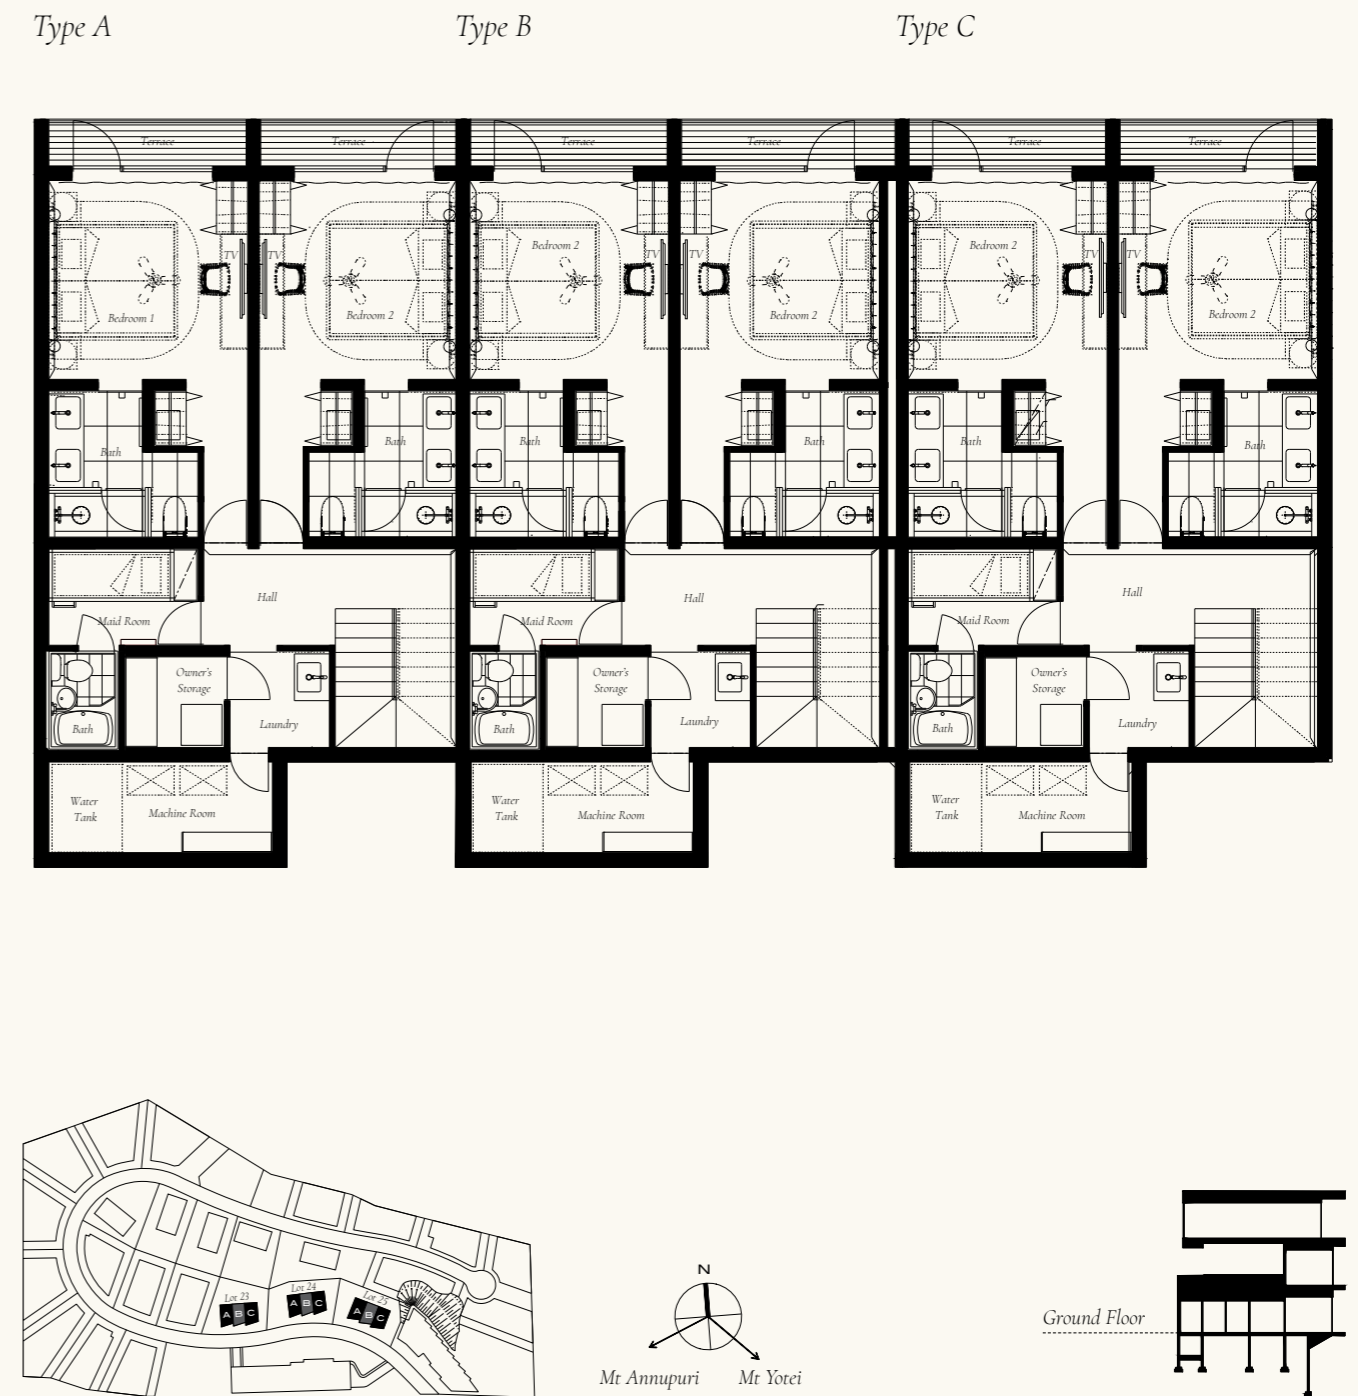 Type A
Type B
Type C
Terrace
Terrace
Terrace
Terrace
Terrace
Terrace
TV
TV
Bedroom 1
Bedroom 2
Bedroom 2
TV
TV
Bedroom 2
Bedroom 2
TV
TV
Bedroom 2
Bath
Bath
Bath
Bath
Bath
Bath
Hall
Hall
Hall
Maid Room
Maid Room
Maid Room
Owner's
Storage
Owner's
Storage
Owner's
Storage
Bath
Laundry
Bath
Laundry
Bath
Laundry
Water
Tank
Machine Room
Water
Tank
Machine Room
Water
Tank
Machine Room
Lot 23
A B C
Lot 24
A B C
Lot 25
A B C
N
Mt Annupuri
Mt Yotei
Ground Floor